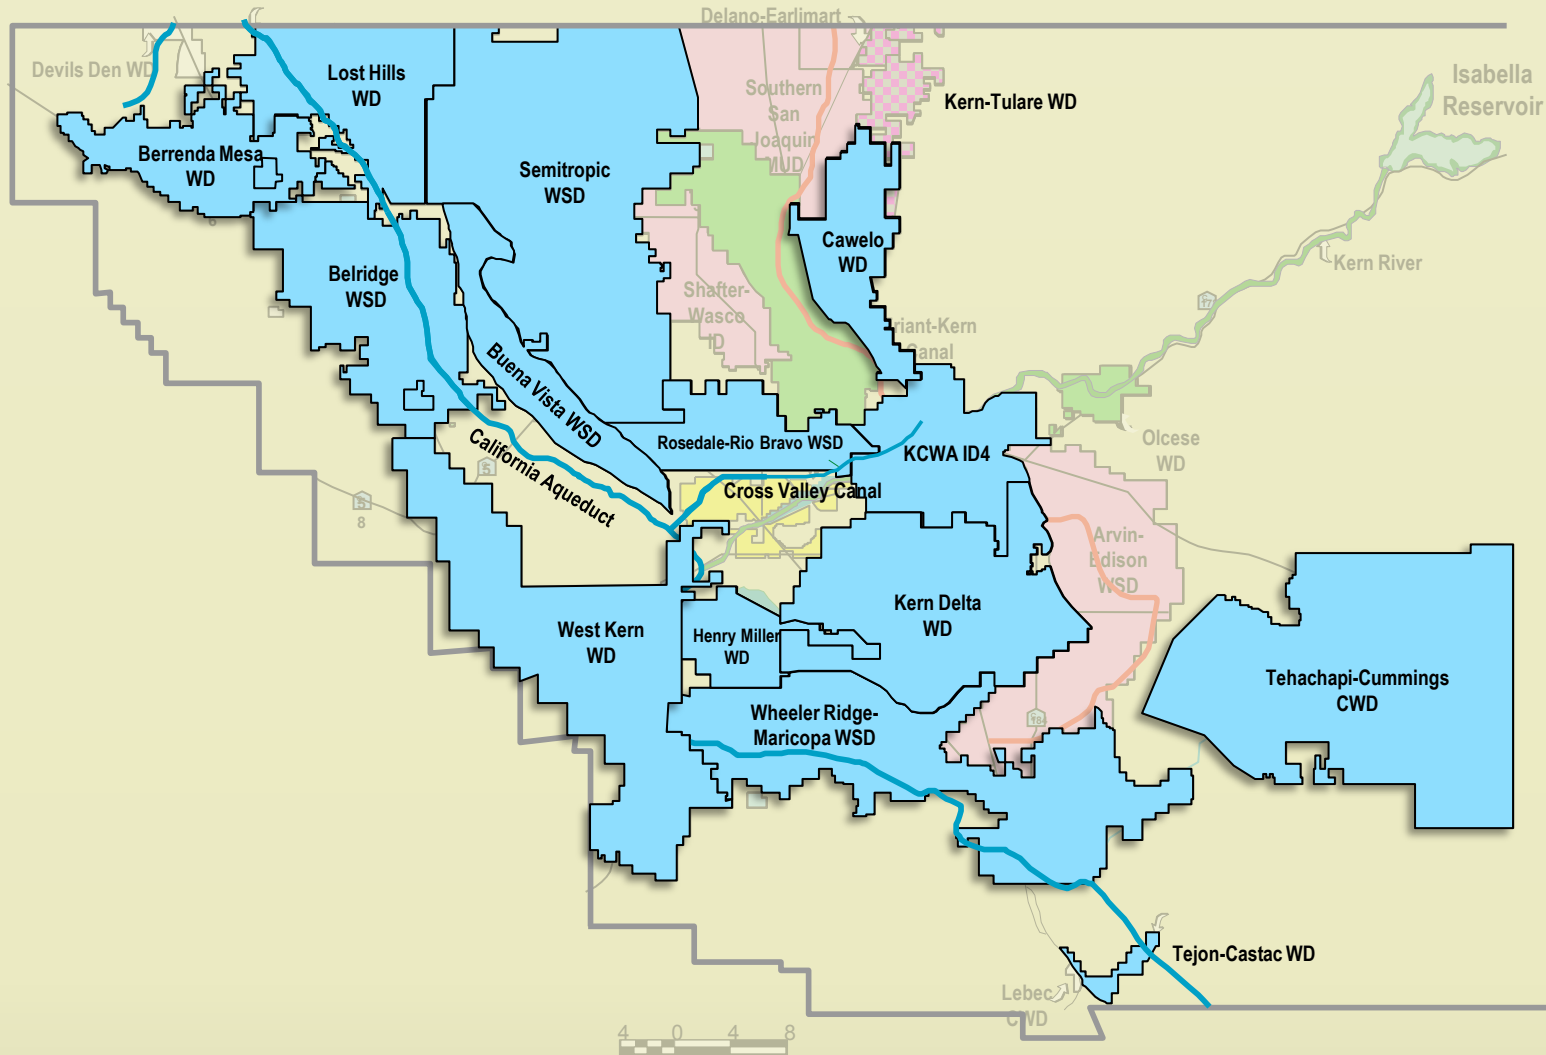 Delano-Earlimart
Devils Den WD
Lost Hills
WD
Southern
San
Joaquin
MUD
Kern-Tulare WD
Isabella
Reservoir
Berrenda Mesa
WD
Semitropic
WSD
Cawelo
WD
Kern River
Belridge
WSD
Shafter-
Wasco
ID
riant-Kern
Canal
Buena Vista WSD
Rosedale-Rio Bravo WSD
KCWA ID4
Olcese
WD
California Aqueduct
5
5
8
Cross Valley Canal
Arvin-
Edison
WSD
Kern Delta
WD
West Kern
WD
Henry Miller
WD
Tehachapi-Cummings
CWD
Wheeler Ridge-
Maricopa WSD
184
Tejon-Castac WD
Lebec
CWD
4 0 4 8